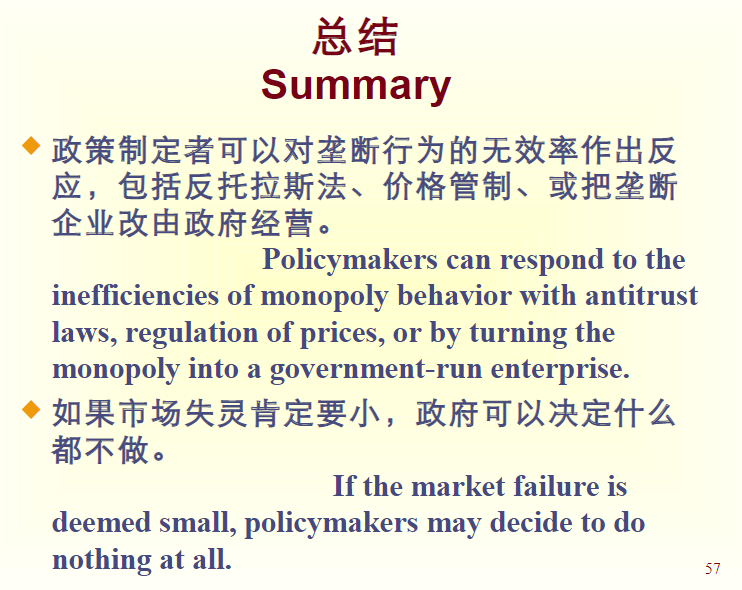 总结
Summary
政策制定者可以对垄断行为的无效率作出反
应，包括反托拉斯法、价格管制、或把垄断
企业改由政府经营。
Policymakers can respond to the
inefficiencies of monopoly behavior with antitrust
laws, regulation of prices, or by turning the
monopoly into a government-run enterprise.
如果市场失灵肯定要小，政府可以决定什么
都不做。
If the market failure is
deemed small, policymakers may decide to do
nothing at all.
57